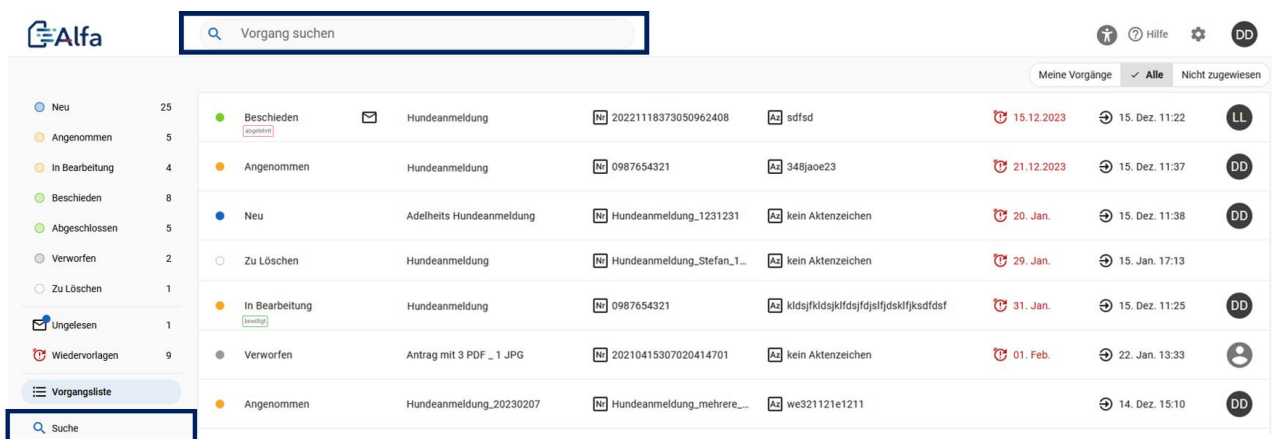 Alfa
Vorgang suchen
Hilfe
DD
Meine Vorgänge Alle Nicht zugewiesen
Neu 25
Angenommen 5
In Bearbeitung 4
Beschieden 8
Abgeschlossen 5
Verworfen 2
Zu Löschen 1
Ungelesen 1
Wiedervorlagen 9
Vorgangsliste
Suche
Beschieden Hundeanmeldung Nr 20221118373050962408 Az sdfsd 15.12.2023 15. Dez. 11:22 LL
abgelehnt
Angenommen Hundeanmeldung Nr 0987654321 Az 348jaoe23 21.12.2023 15. Dez. 11:37 DD
Neu Adelheits Hundeanmeldung Nr Hundeanmeldung_1231231 Az kein Aktenzeichen 20. Jan. 15. Dez. 11:38 DD
Zu Löschen Hundeanmeldung Nr Hundeanmeldung_Stefan_1... Az kein Aktenzeichen 29. Jan. 15. Jan. 17:13
In Bearbeitung Hundeanmeldung Nr 0987654321 Az kldsjfkldsjklfdsjfdjslfjdsklfjksdfdsf 31. Jan. 15. Dez. 11:25 DD
bewilligt
Verworfen Antrag mit 3 PDF _ 1 JPG Nr 20210415307020414701 Az kein Aktenzeichen 01. Feb. 22. Jan. 13:33
Angenommen Hundeanmeldung_20230207 Nr Hundeanmeldung_mehrere_... Az we321121e1211 14. Dez. 15:10 DD